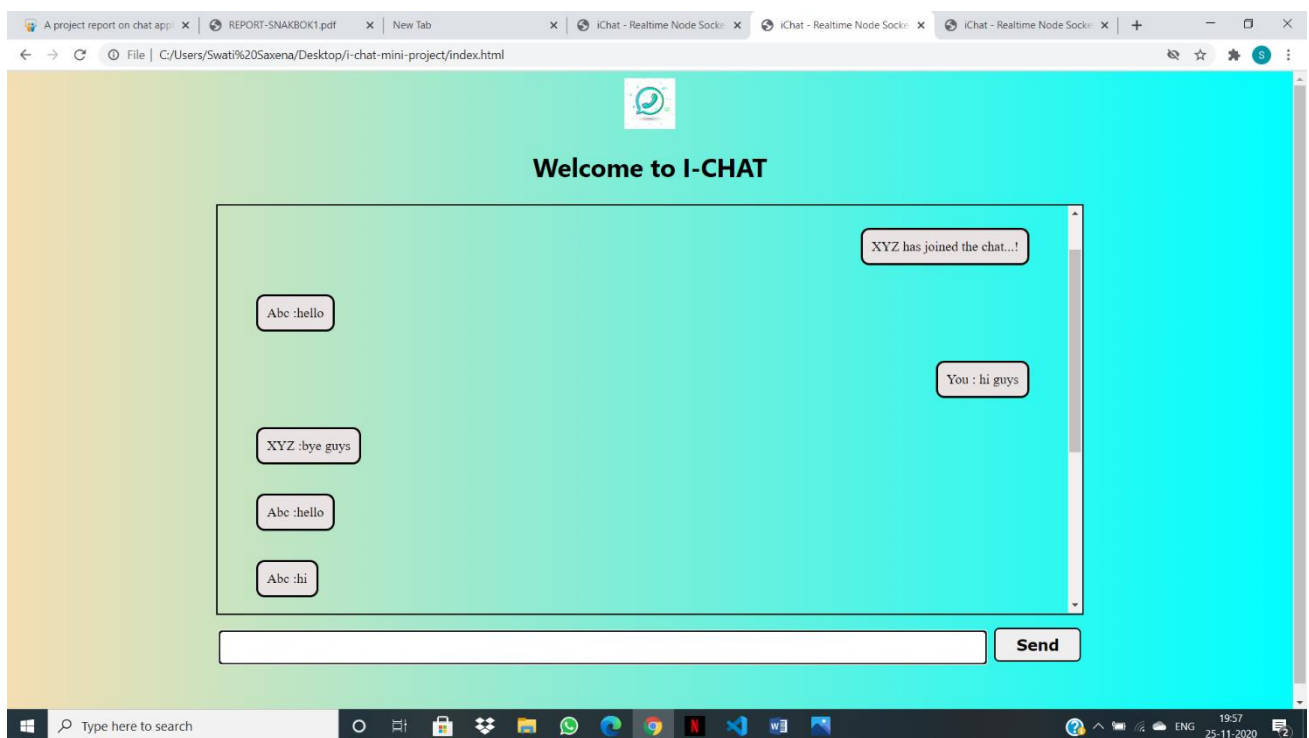 A project report on chat app
REPORT-SNAKBOK1.pdf
New Tab
iChat - Realtime Node Socke
iChat - Realtime Node Socke
iChat - Realtime Node Socke
File | C:/Users/Swati%20Saxena/Desktop/i-chat-mini-project/index.html
S
Welcome to I-CHAT
XYZ has joined the chat...!
Abc :hello
You : hi guys
XYZ :bye guys
Abc :hello
Abc :hi
Send
Type here to search
N
W
ENG
19:57
25-11-2020
2